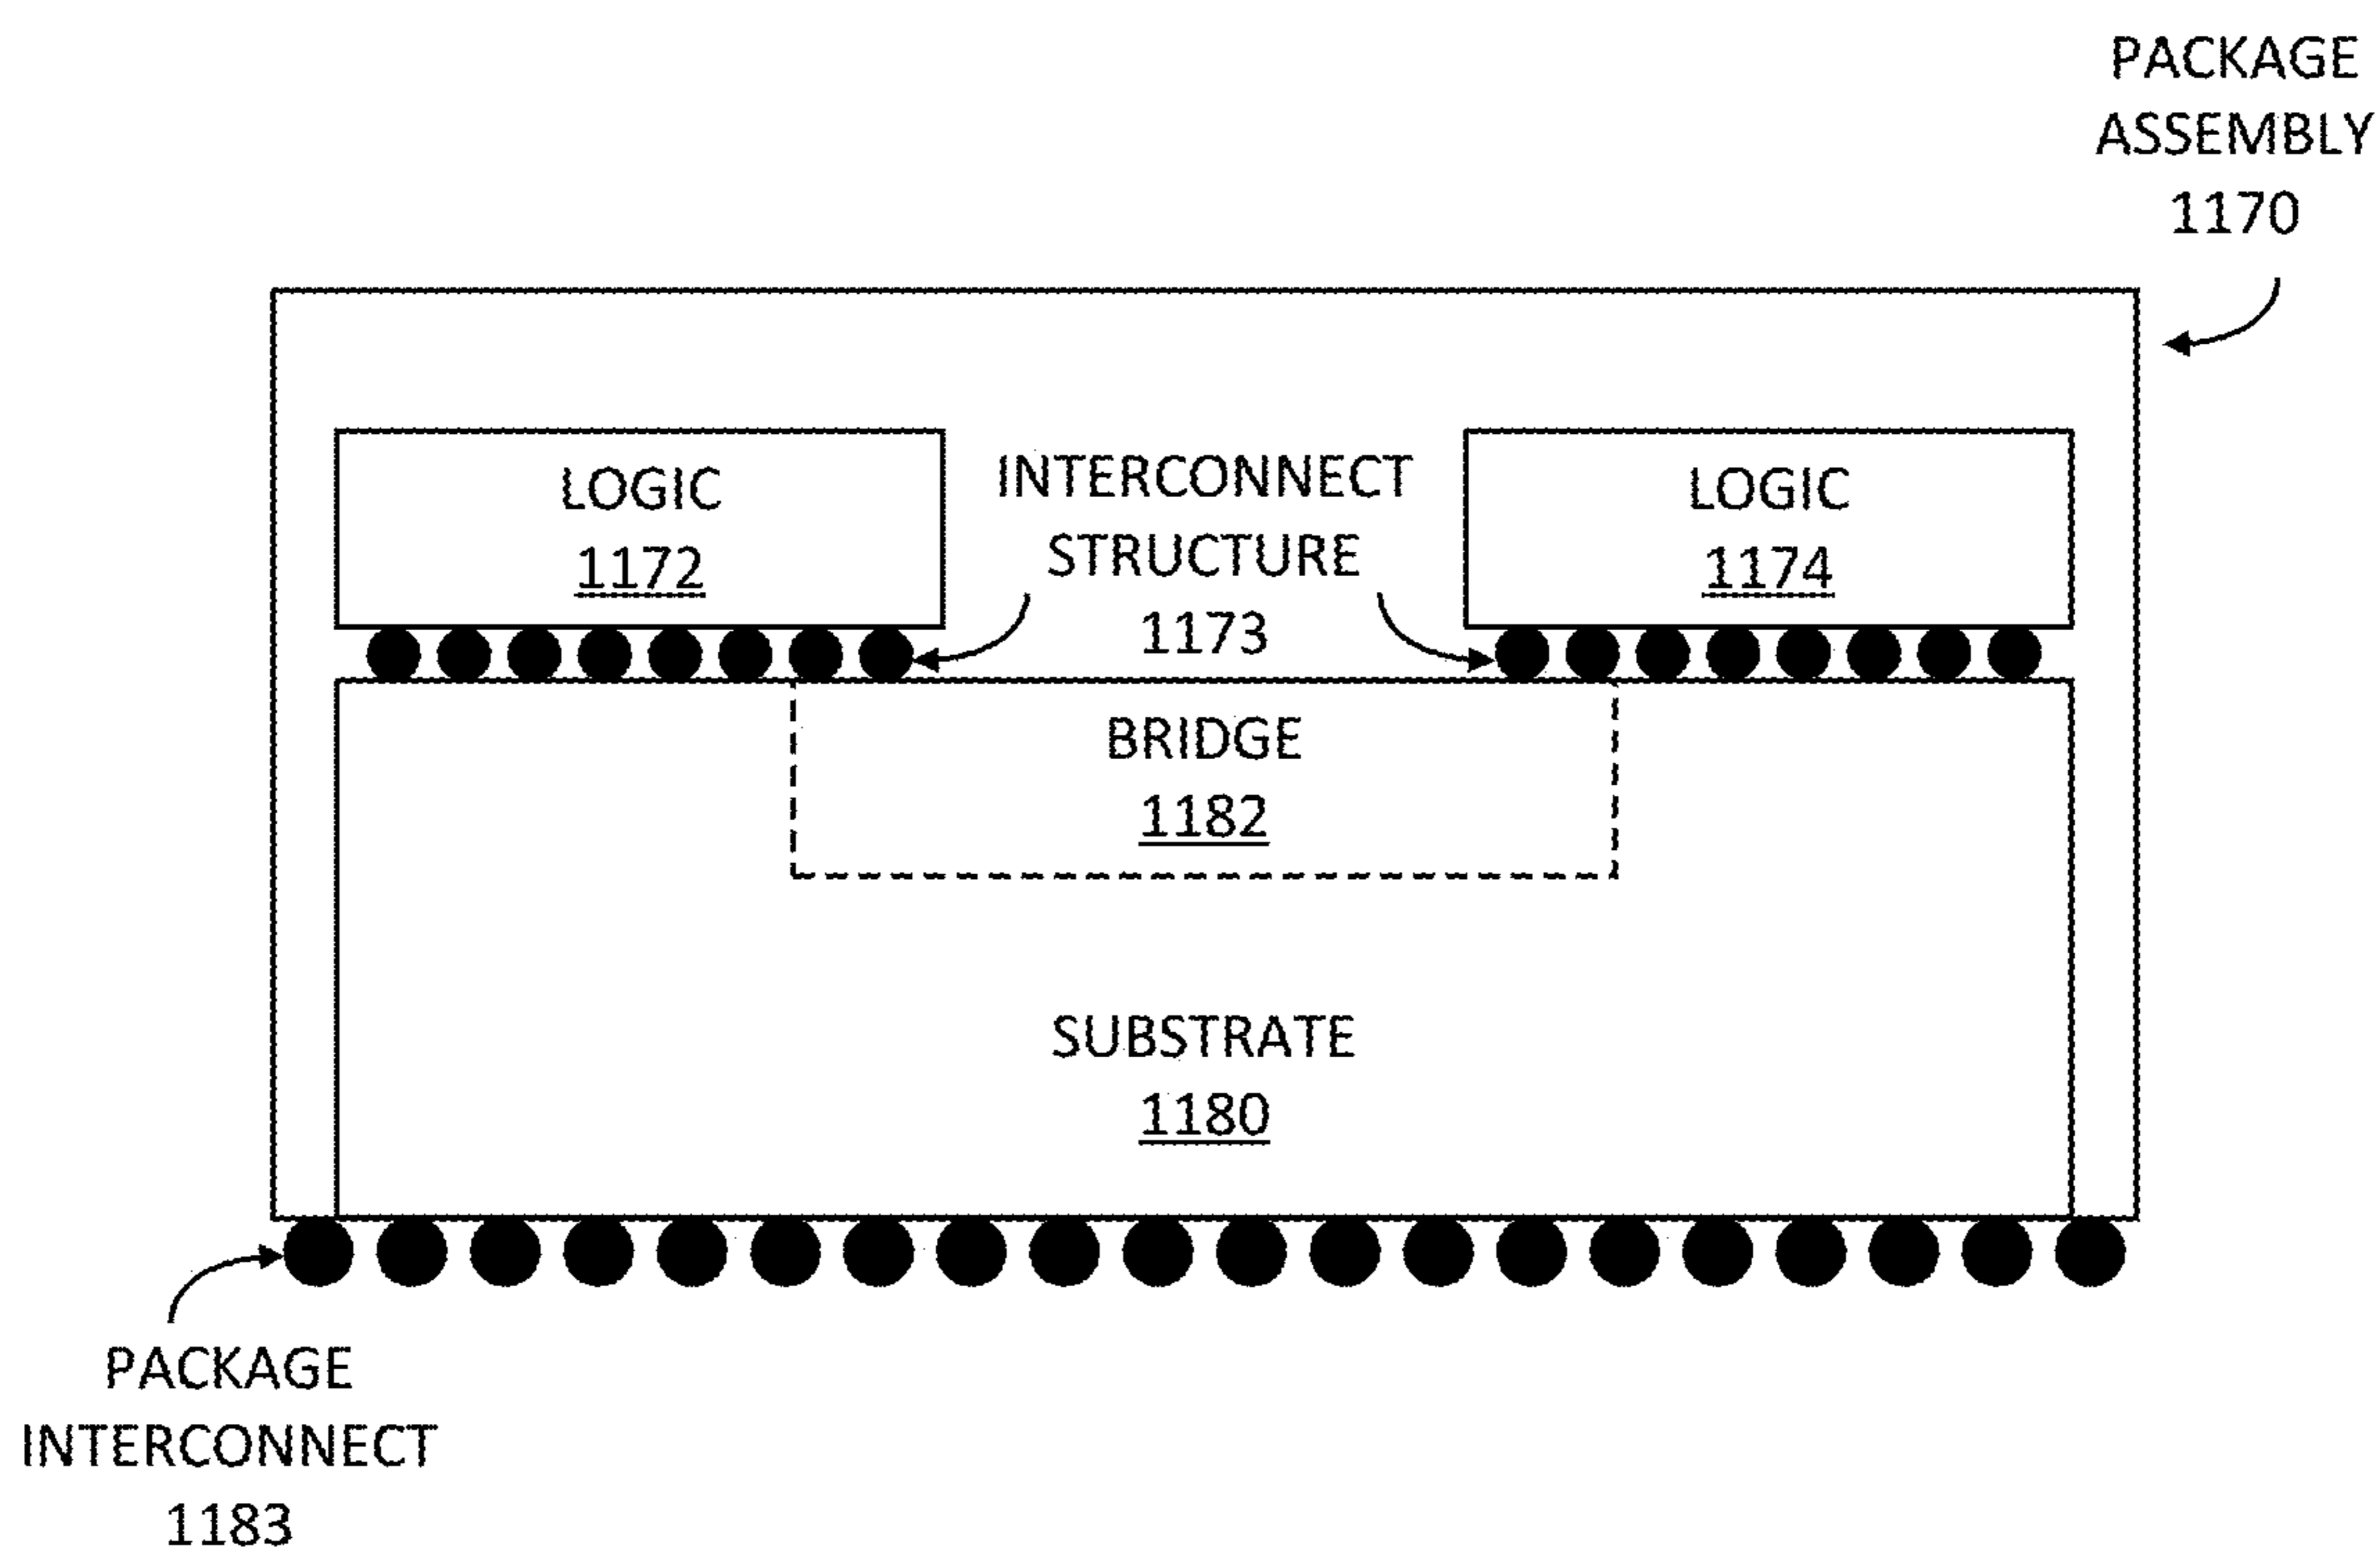 PACKAGE
ASSEMBLY
1170
LOGIC
1172
INTERCONNECT
STRUCTURE
1173
LOGIC
1174
BRIDGE
1182
SUBSTRATE
1180
PACKAGE
INTERCONNECT
1183